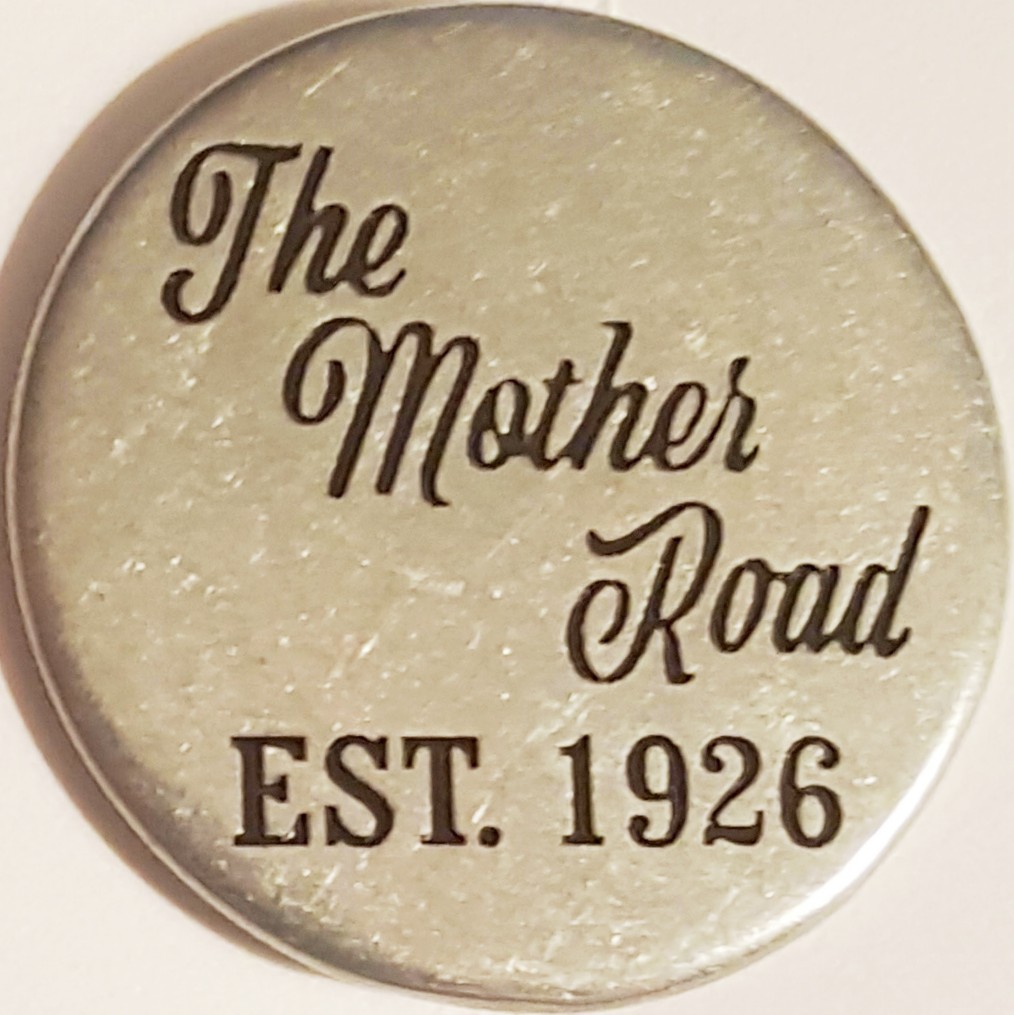 The
Mother
Road
EST. 1926